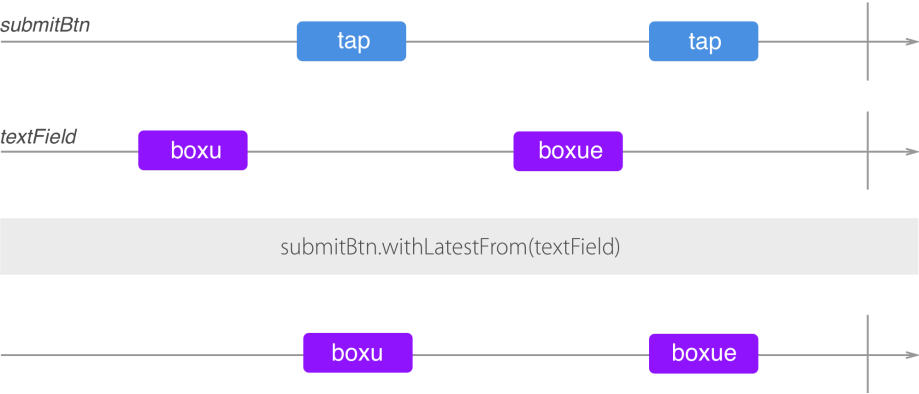 submitBtn
tap tap
textField
boxu boxue
submitBtn.withLatestFrom(textField)
boxu boxue